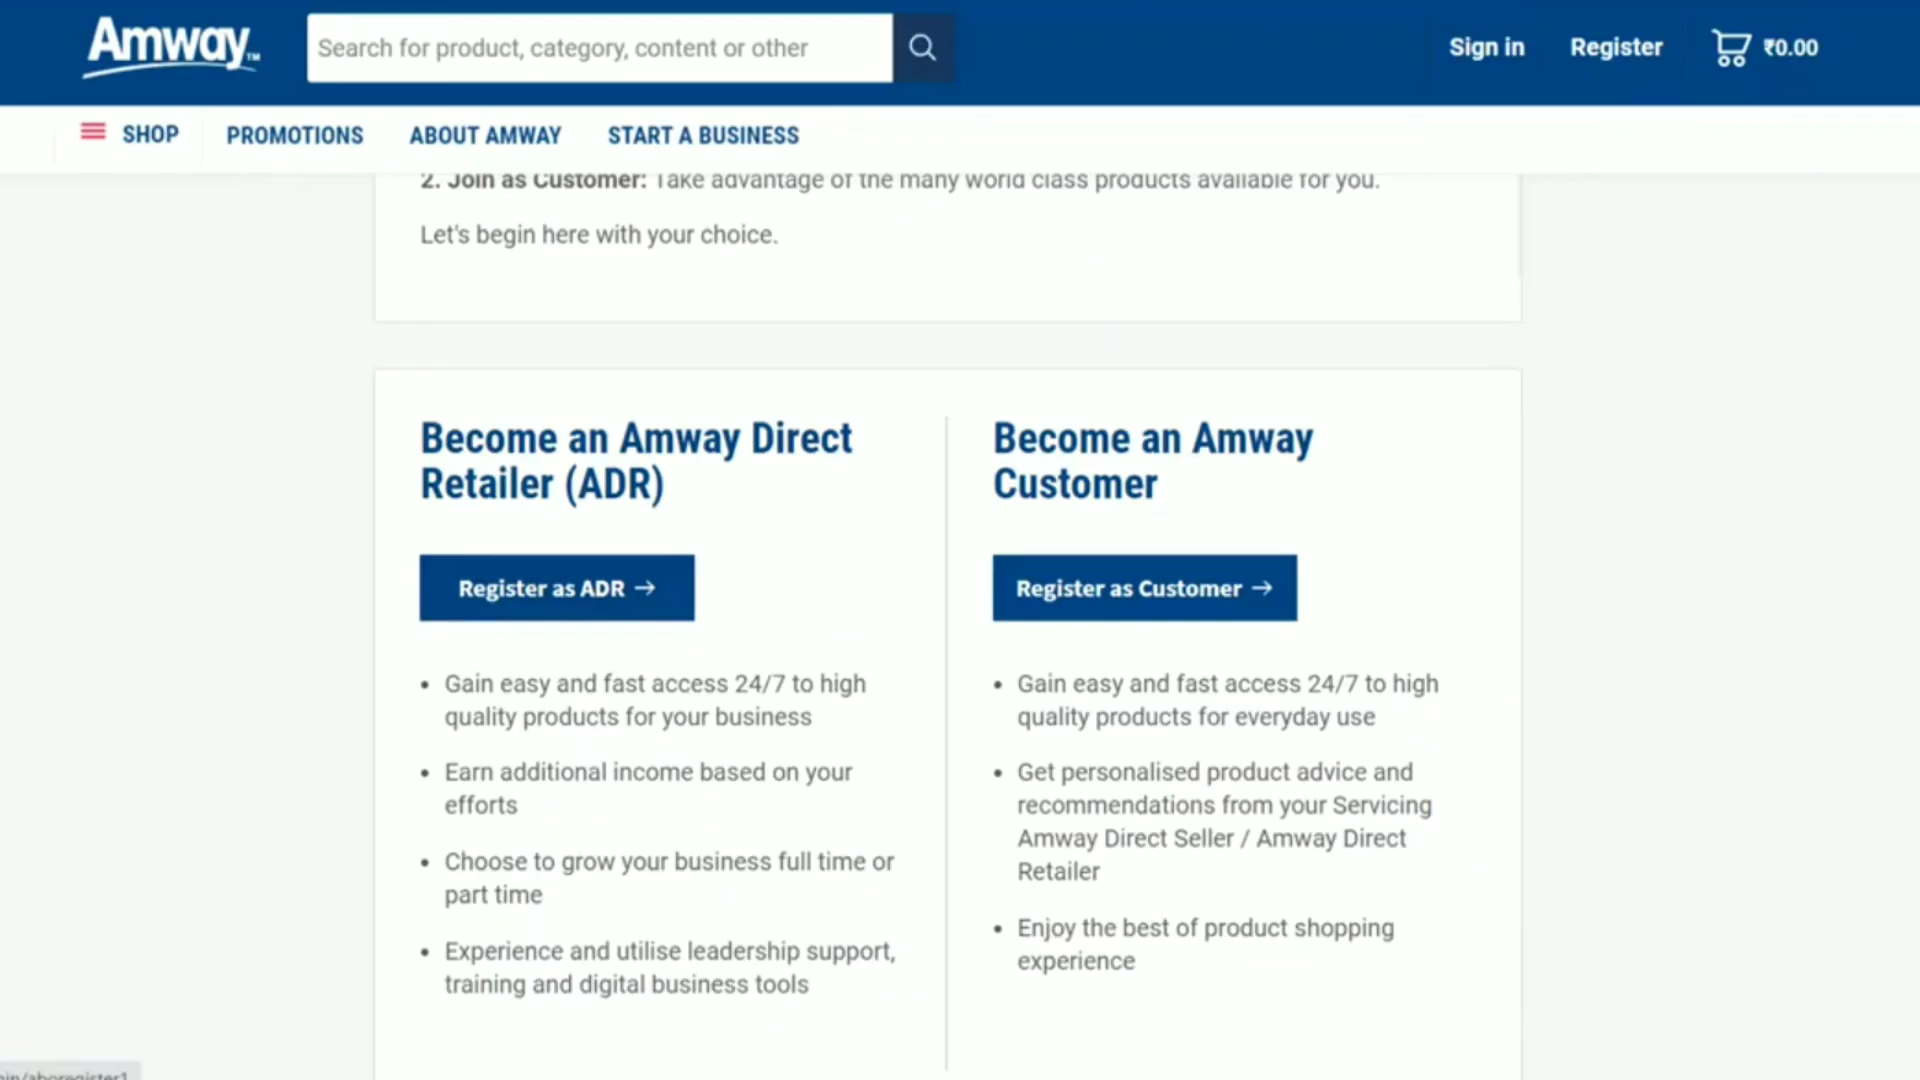 Amway™
Search for product, category, content or other
Sign in
Register
₹0.00
SHOP
PROMOTIONS
ABOUT AMWAY
START A BUSINESS
2. Join as Customer: Take advantage of the many world class products available for you.
Let's begin here with your choice.
Become an Amway Direct
Retailer (ADR)
Register as ADR →
• Gain easy and fast access 24/7 to high
quality products for your business
• Earn additional income based on your
efforts
• Choose to grow your business full time or
part time
• Experience and utilise leadership support,
training and digital business tools
Become an Amway
Customer
Register as Customer →
• Gain easy and fast access 24/7 to high
quality products for everyday use
• Get personalised product advice and
recommendations from your Servicing
Amway Direct Seller / Amway Direct
Retailer
• Enjoy the best of product shopping
experience